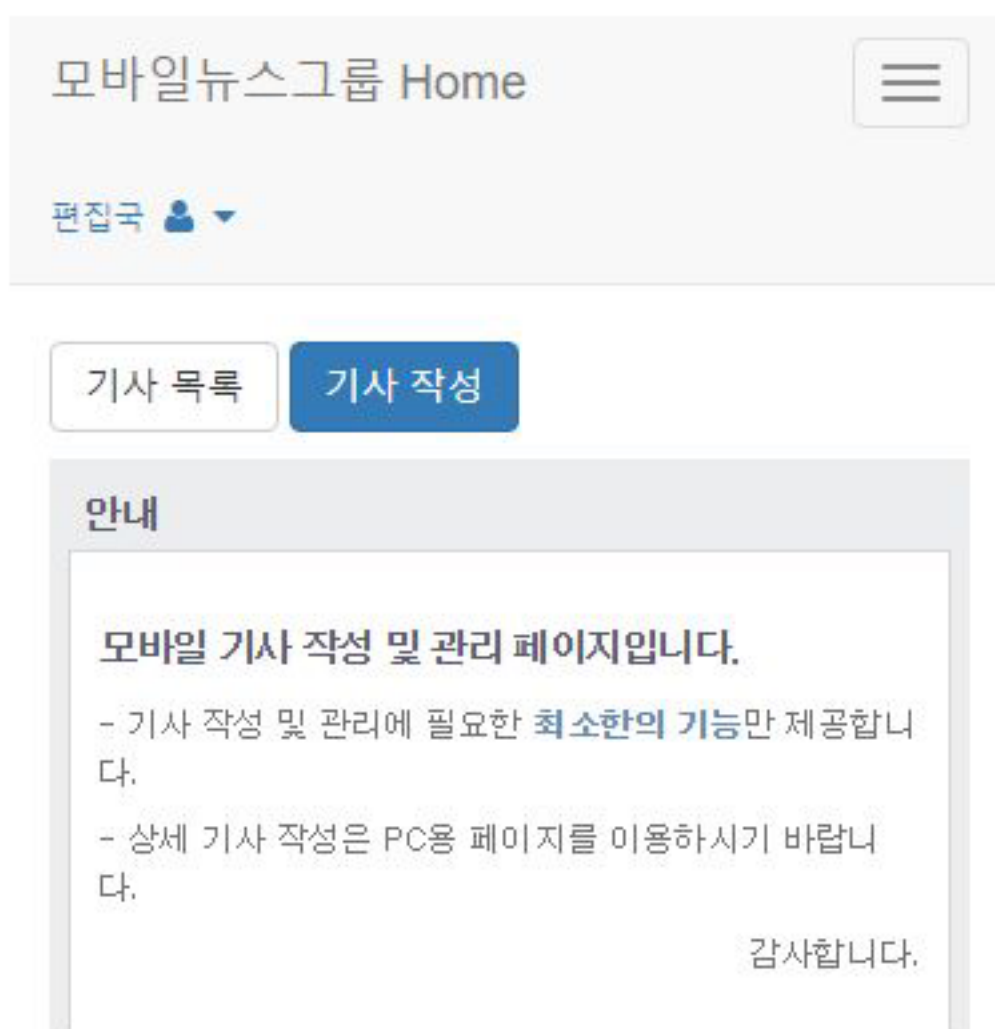 모바일뉴스그룹 Home
편집국
기사 목록
기사 작성
안내
모바일 기사 작성 및 관리 페이지입니다.
- 기사 작성 및 관리에 필요한 최소한의 기능만 제공합니
다.
- 상세 기사 작성은 PC용 페이지를 이용하시기 바랍니
다.
감사합니다.